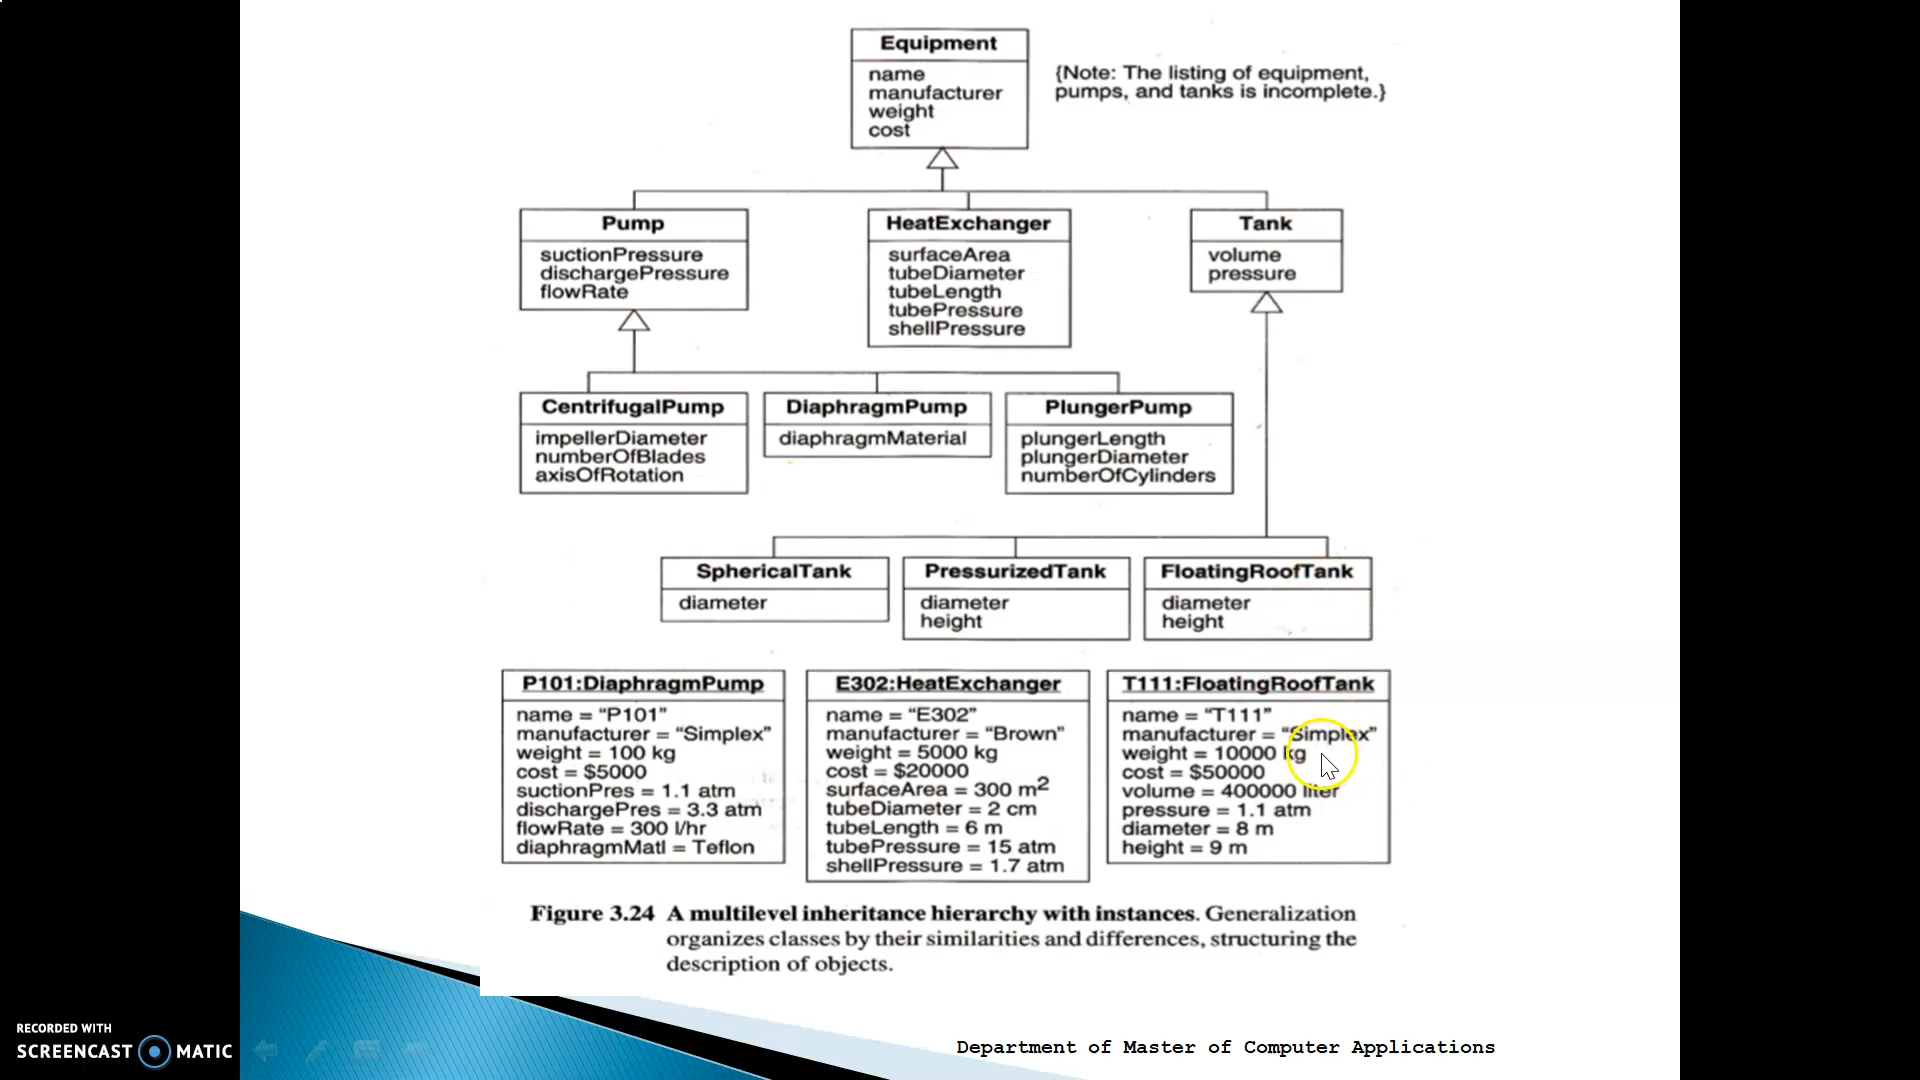 Equipment
name
manufacturer
weight
cost
{Note: The listing of equipment,
pumps, and tanks is incomplete.}
Pump
suctionPressure
dischargePressure
flowRate
HeatExchanger
surfaceArea
tubeDiameter
tubeLength
tubePressure
shellPressure
Tank
volume
pressure
CentrifugalPump
impellerDiameter
numberOfBlades
axisOfRotation
DiaphragmPump
diaphragmMaterial
PlungerPump
plungerLength
plungerDiameter
numberOfCylinders
SphericalTank
diameter
PressurizedTank
diameter
height
FloatingRoofTank
diameter
height
P101:DiaphragmPump
name = “P101”
manufacturer = “Simplex”
weight = 100 kg
cost = $5000
suctionPres = 1.1 atm
dischargePres = 3.3 atm
flowRate = 300 l/hr
diaphragmMatl = Teflon
E302:HeatExchanger
name = “E302”
manufacturer = “Brown”
weight = 5000 kg
cost = $20000
surfaceArea = 300 m²
tubeDiameter = 2 cm
tubeLength = 6 m
tubePressure = 15 atm
shellPressure = 1.7 atm
T111:FloatingRoofTank
name = “T111”
manufacturer = “Simplex”
weight = 10000 kg
cost = $50000
volume = 400000 liter
pressure = 1.1 atm
diameter = 8 m
height = 9 m
Figure 3.24 A multilevel inheritance hierarchy with instances. Generalization
organizes classes by their similarities and differences, structuring the
description of objects.
RECORDED WITH
SCREENCAST MATIC
Department of Master of Computer Applications